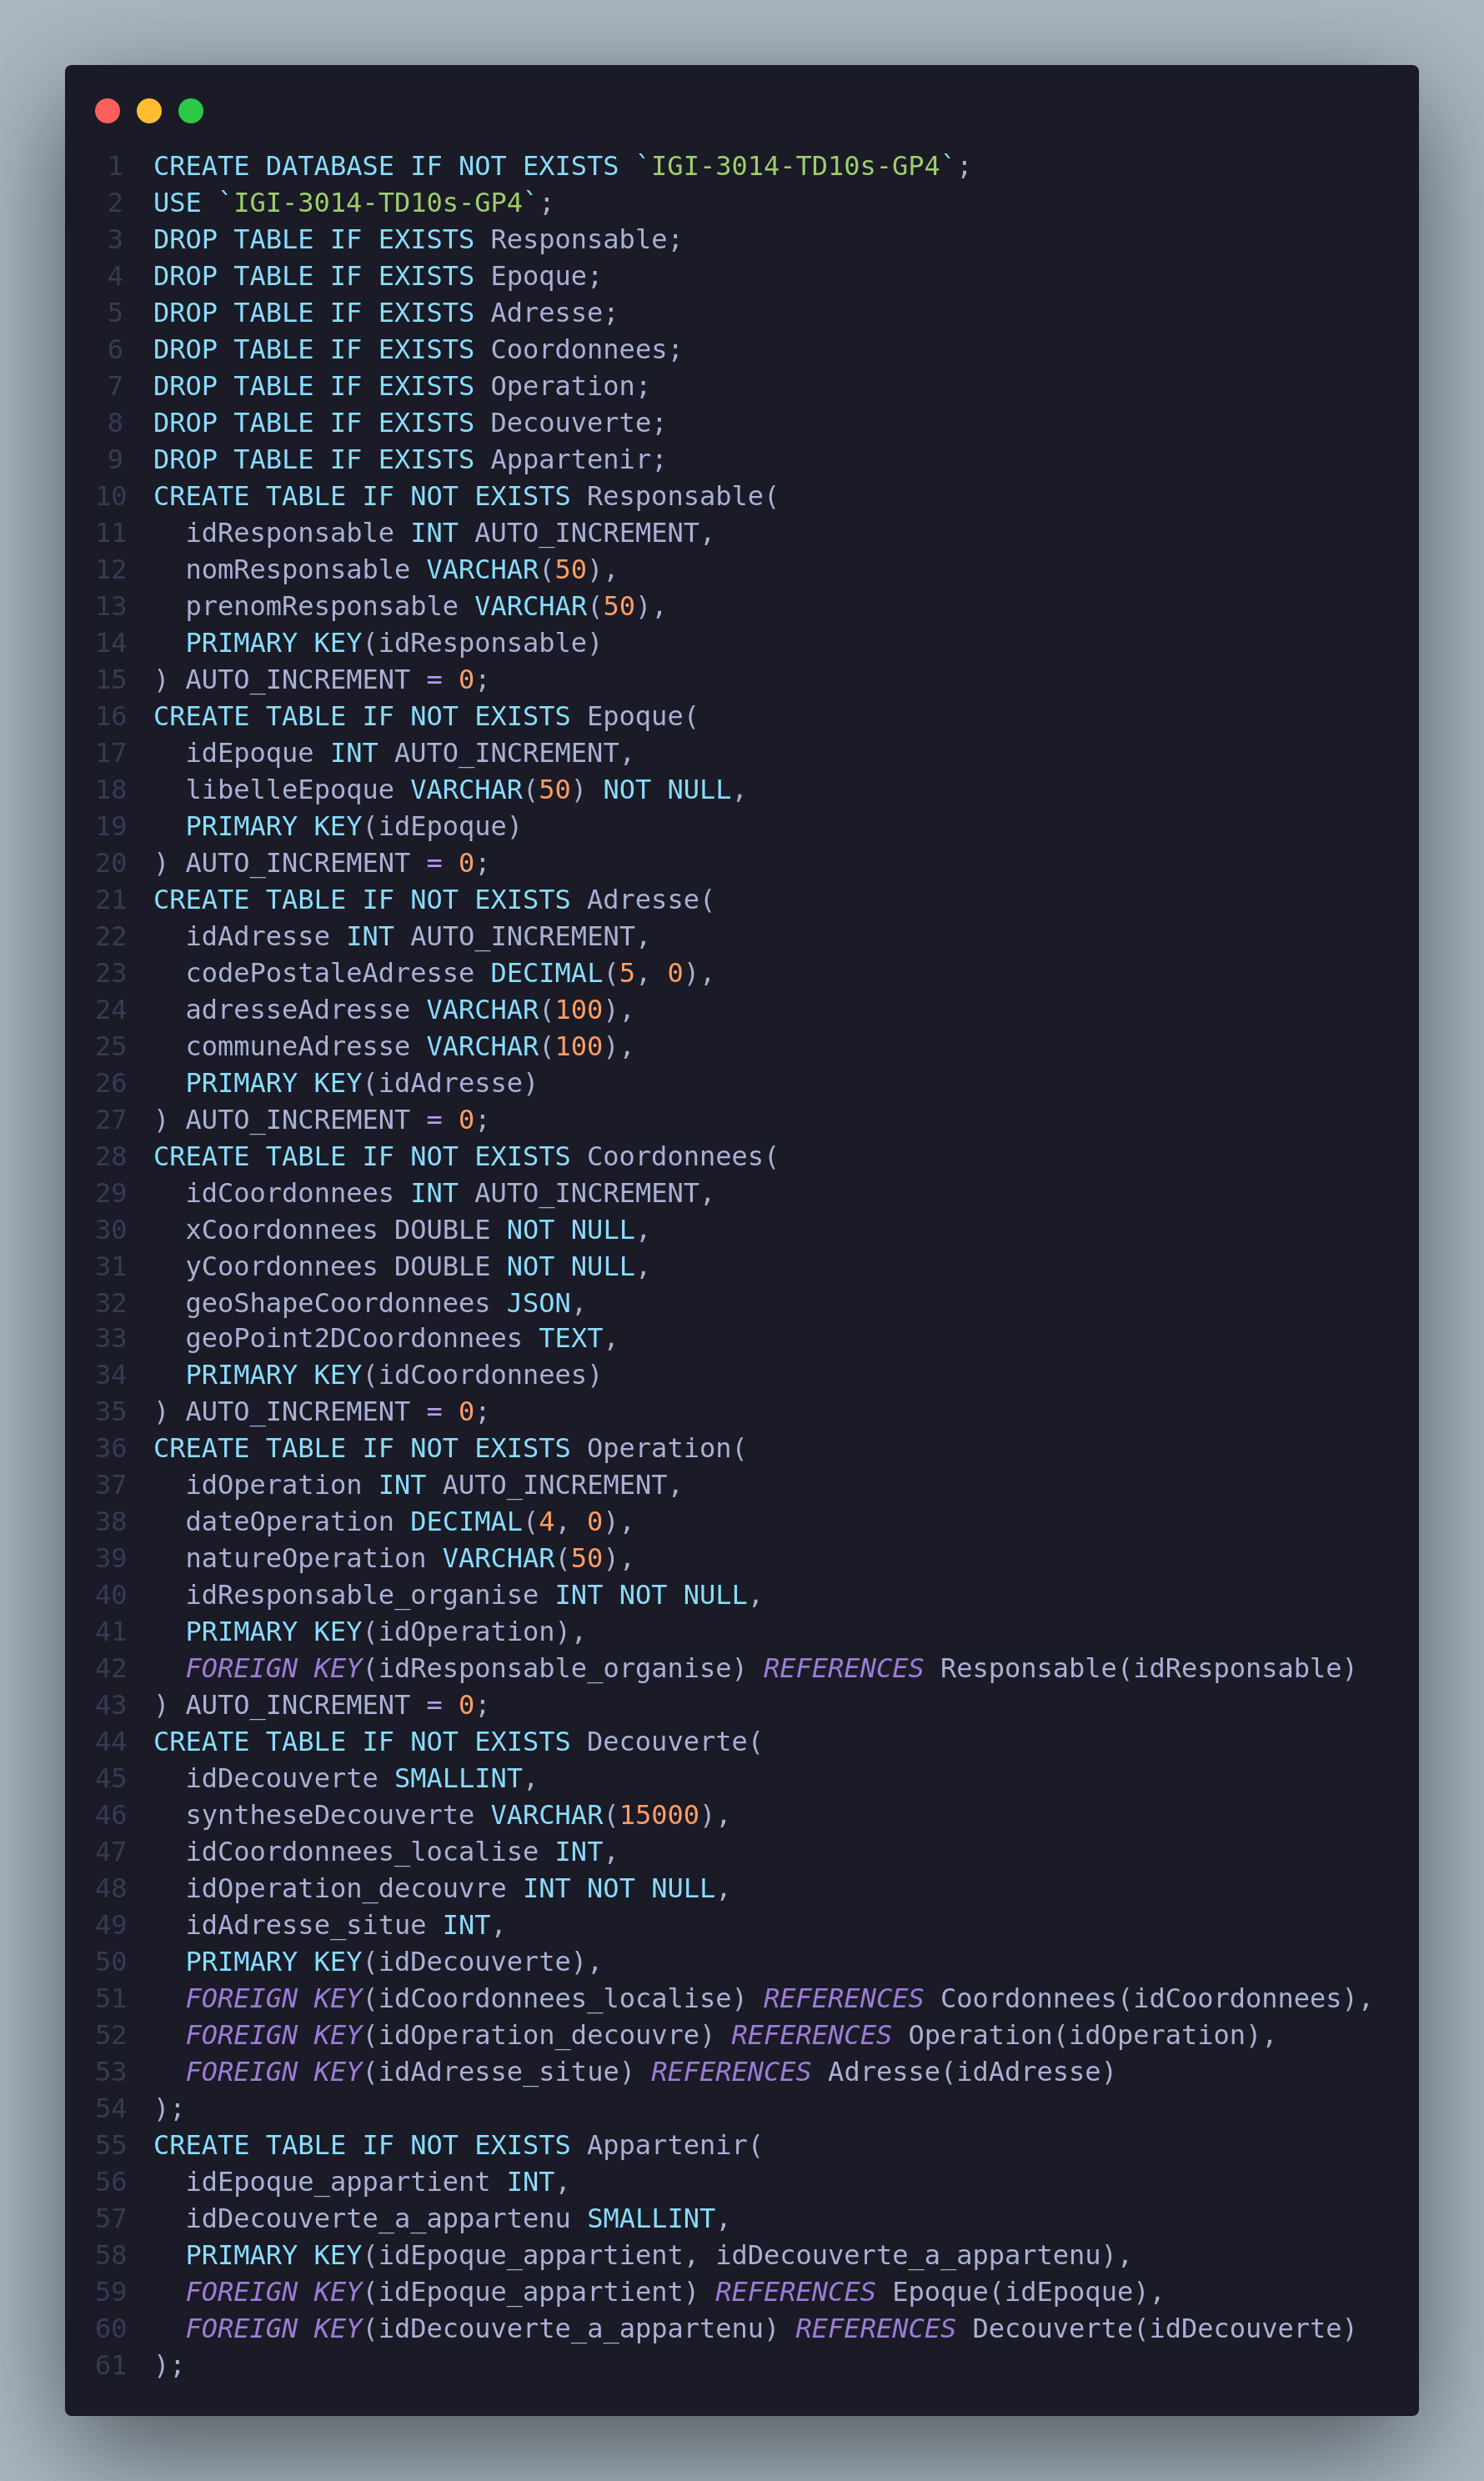 1 CREATE DATABASE IF NOT EXISTS `IGI-3014-TD10s-GP4`;
2 USE `IGI-3014-TD10s-GP4`;
3 DROP TABLE IF EXISTS Responsable;
4 DROP TABLE IF EXISTS Epoque;
5 DROP TABLE IF EXISTS Adresse;
6 DROP TABLE IF EXISTS Coordonnees;
7 DROP TABLE IF EXISTS Operation;
8 DROP TABLE IF EXISTS Decouverte;
9 DROP TABLE IF EXISTS Appartenir;
10 CREATE TABLE IF NOT EXISTS Responsable(
11   idResponsable INT AUTO_INCREMENT,
12   nomResponsable VARCHAR(50),
13   prenomResponsable VARCHAR(50),
14   PRIMARY KEY(idResponsable)
15 ) AUTO_INCREMENT = 0;
16 CREATE TABLE IF NOT EXISTS Epoque(
17   idEpoque INT AUTO_INCREMENT,
18   libelleEpoque VARCHAR(50) NOT NULL,
19   PRIMARY KEY(idEpoque)
20 ) AUTO_INCREMENT = 0;
21 CREATE TABLE IF NOT EXISTS Adresse(
22   idAdresse INT AUTO_INCREMENT,
23   codePostaleAdresse DECIMAL(5, 0),
24   adresseAdresse VARCHAR(100),
25   communeAdresse VARCHAR(100),
26   PRIMARY KEY(idAdresse)
27 ) AUTO_INCREMENT = 0;
28 CREATE TABLE IF NOT EXISTS Coordonnees(
29   idCoordonnees INT AUTO_INCREMENT,
30   xCoordonnees DOUBLE NOT NULL,
31   yCoordonnees DOUBLE NOT NULL,
32   geoShapeCoordonnees JSON,
33   geoPoint2DCoordonnees TEXT,
34   PRIMARY KEY(idCoordonnees)
35 ) AUTO_INCREMENT = 0;
36 CREATE TABLE IF NOT EXISTS Operation(
37   idOperation INT AUTO_INCREMENT,
38   dateOperation DECIMAL(4, 0),
39   natureOperation VARCHAR(50),
40   idResponsable_organise INT NOT NULL,
41   PRIMARY KEY(idOperation),
42   FOREIGN KEY(idResponsable_organise) REFERENCES Responsable(idResponsable)
43 ) AUTO_INCREMENT = 0;
44 CREATE TABLE IF NOT EXISTS Decouverte(
45   idDecouverte SMALLINT,
46   syntheseDecouverte VARCHAR(15000),
47   idCoordonnees_localise INT,
48   idOperation_decouvre INT NOT NULL,
49   idAdresse_situe INT,
50   PRIMARY KEY(idDecouverte),
51   FOREIGN KEY(idCoordonnees_localise) REFERENCES Coordonnees(idCoordonnees),
52   FOREIGN KEY(idOperation_decouvre) REFERENCES Operation(idOperation),
53   FOREIGN KEY(idAdresse_situe) REFERENCES Adresse(idAdresse)
54 );
55 CREATE TABLE IF NOT EXISTS Appartenir(
56   idEpoque_appartient INT,
57   idDecouverte_a_appartenu SMALLINT,
58   PRIMARY KEY(idEpoque_appartient, idDecouverte_a_appartenu),
59   FOREIGN KEY(idEpoque_appartient) REFERENCES Epoque(idEpoque),
60   FOREIGN KEY(idDecouverte_a_appartenu) REFERENCES Decouverte(idDecouverte)
61 );